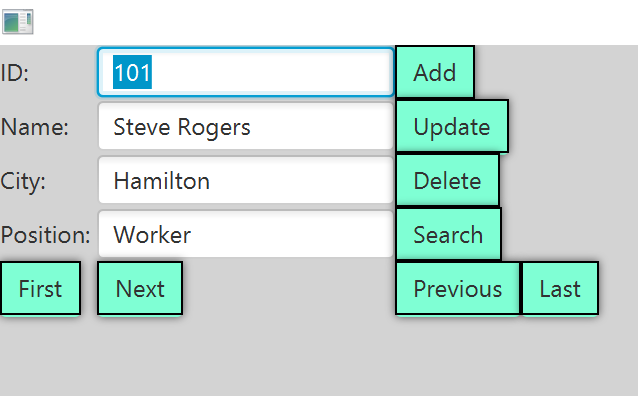 ID: 101 Add
Name: Steve Rogers Update
City: Hamilton Delete
Position: Worker Search
First Next Previous Last